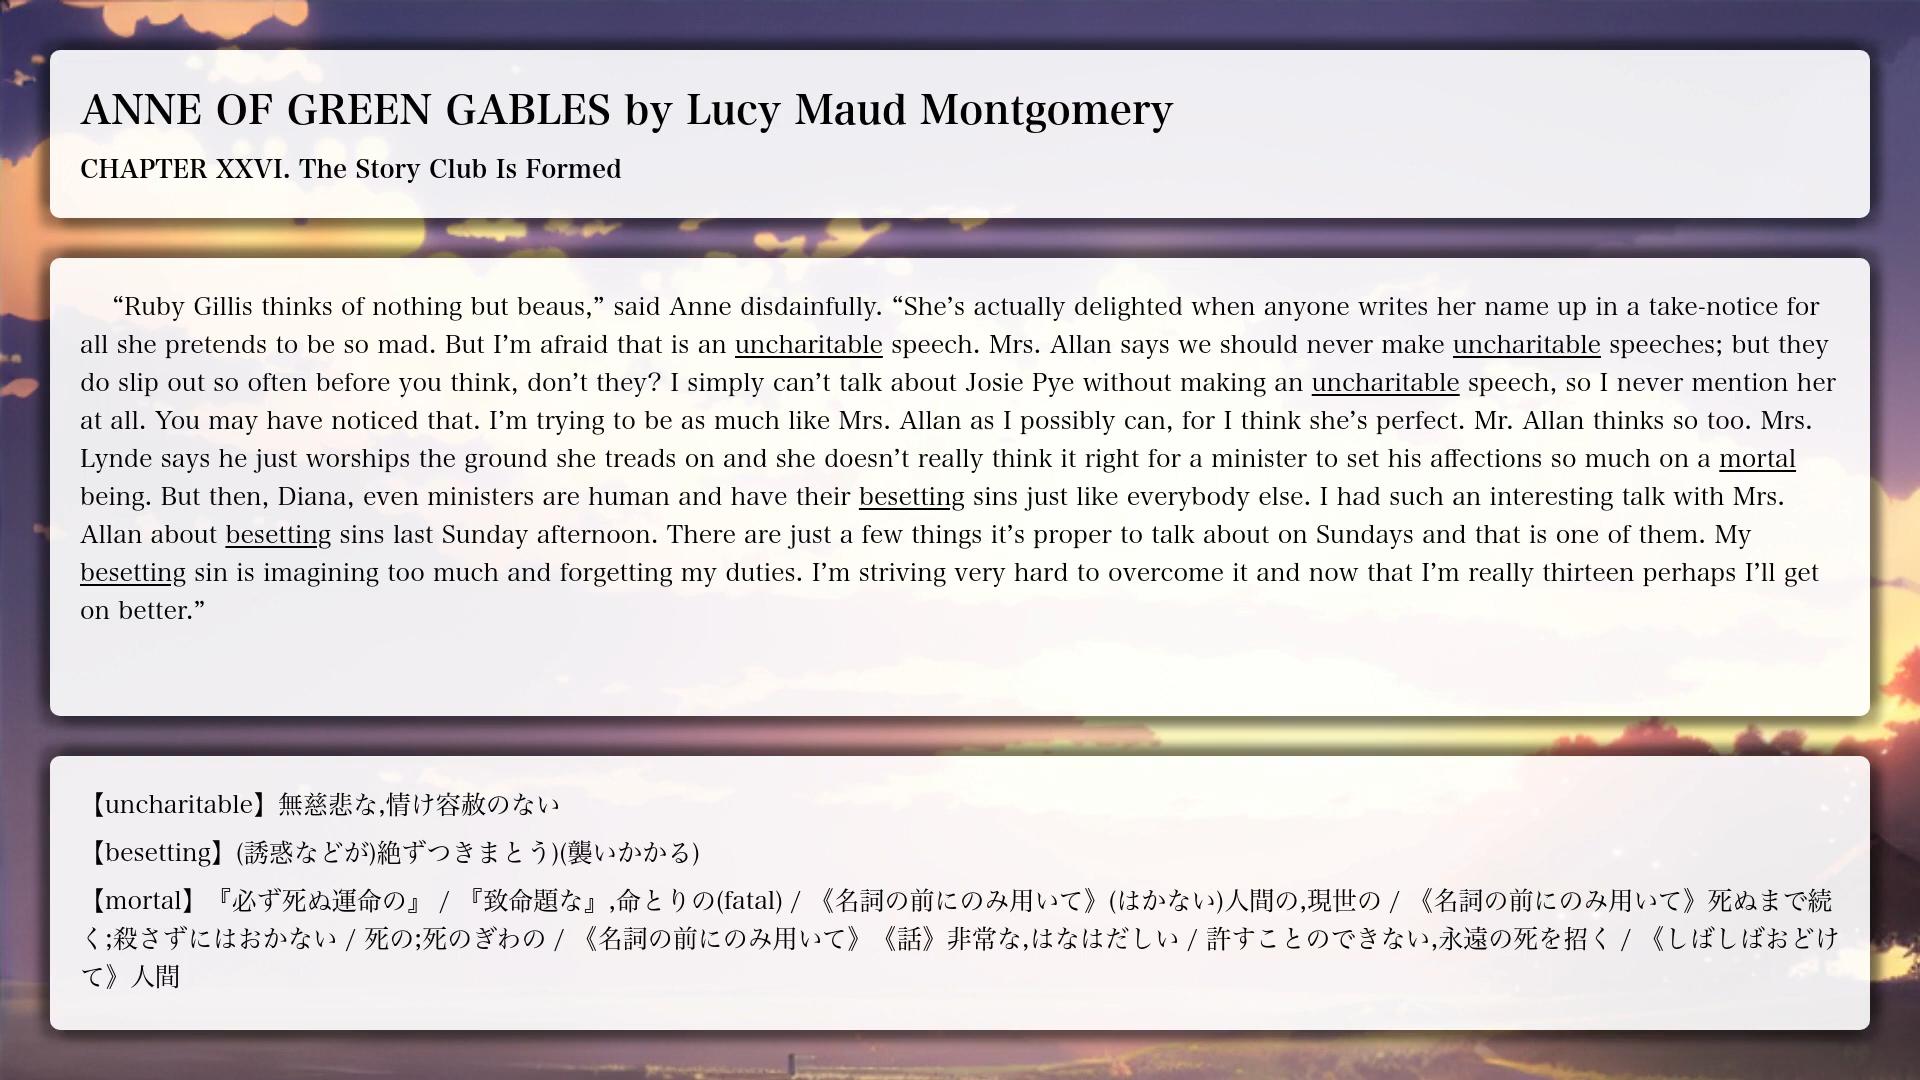 ANNE OF GREEN GABLES by Lucy Maud Montgomery
CHAPTER XXVI. The Story Club Is Formed
“Ruby Gillis thinks of nothing but beaus,” said Anne disdainfully. “She’s actually delighted when anyone writes her name up in a take-notice for
all she pretends to be so mad. But I’m afraid that is an uncharitable speech. Mrs. Allan says we should never make uncharitable speeches; but they
do slip out so often before you think, don’t they? I simply can’t talk about Josie Pye without making an uncharitable speech, so I never mention her
at all. You may have noticed that. I’m trying to be as much like Mrs. Allan as I possibly can, for I think she’s perfect. Mr. Allan thinks so too. Mrs.
Lynde says he just worships the ground she treads on and she doesn’t really think it right for a minister to set his affections so much on a mortal
being. But then, Diana, even ministers are human and have their besetting sins just like everybody else. I had such an interesting talk with Mrs.
Allan about besetting sins last Sunday afternoon. There are just a few things it’s proper to talk about on Sundays and that is one of them. My
besetting sin is imagining too much and forgetting my duties. I’m striving very hard to overcome it and now that I’m really thirteen perhaps I’ll get
on better.”
【uncharitable】無慈悲な,情け容赦のない
【besetting】(誘惑などが)絶ずつきまとう)(襲いかかる)
【mortal】『必ず死ぬ運命の』 / 『致命題な』,命とりの(fatal) / 《名詞の前にのみ用いて》(はかない)人間の,現世の / 《名詞の前にのみ用いて》死ぬまで続
く;殺さずにはおかない / 死の;死のぎわの / 《名詞の前にのみ用いて》《話》非常な,はなはだしい / 許すことのできない,永遠の死を招く / 《しばしばおどけ
て》人間